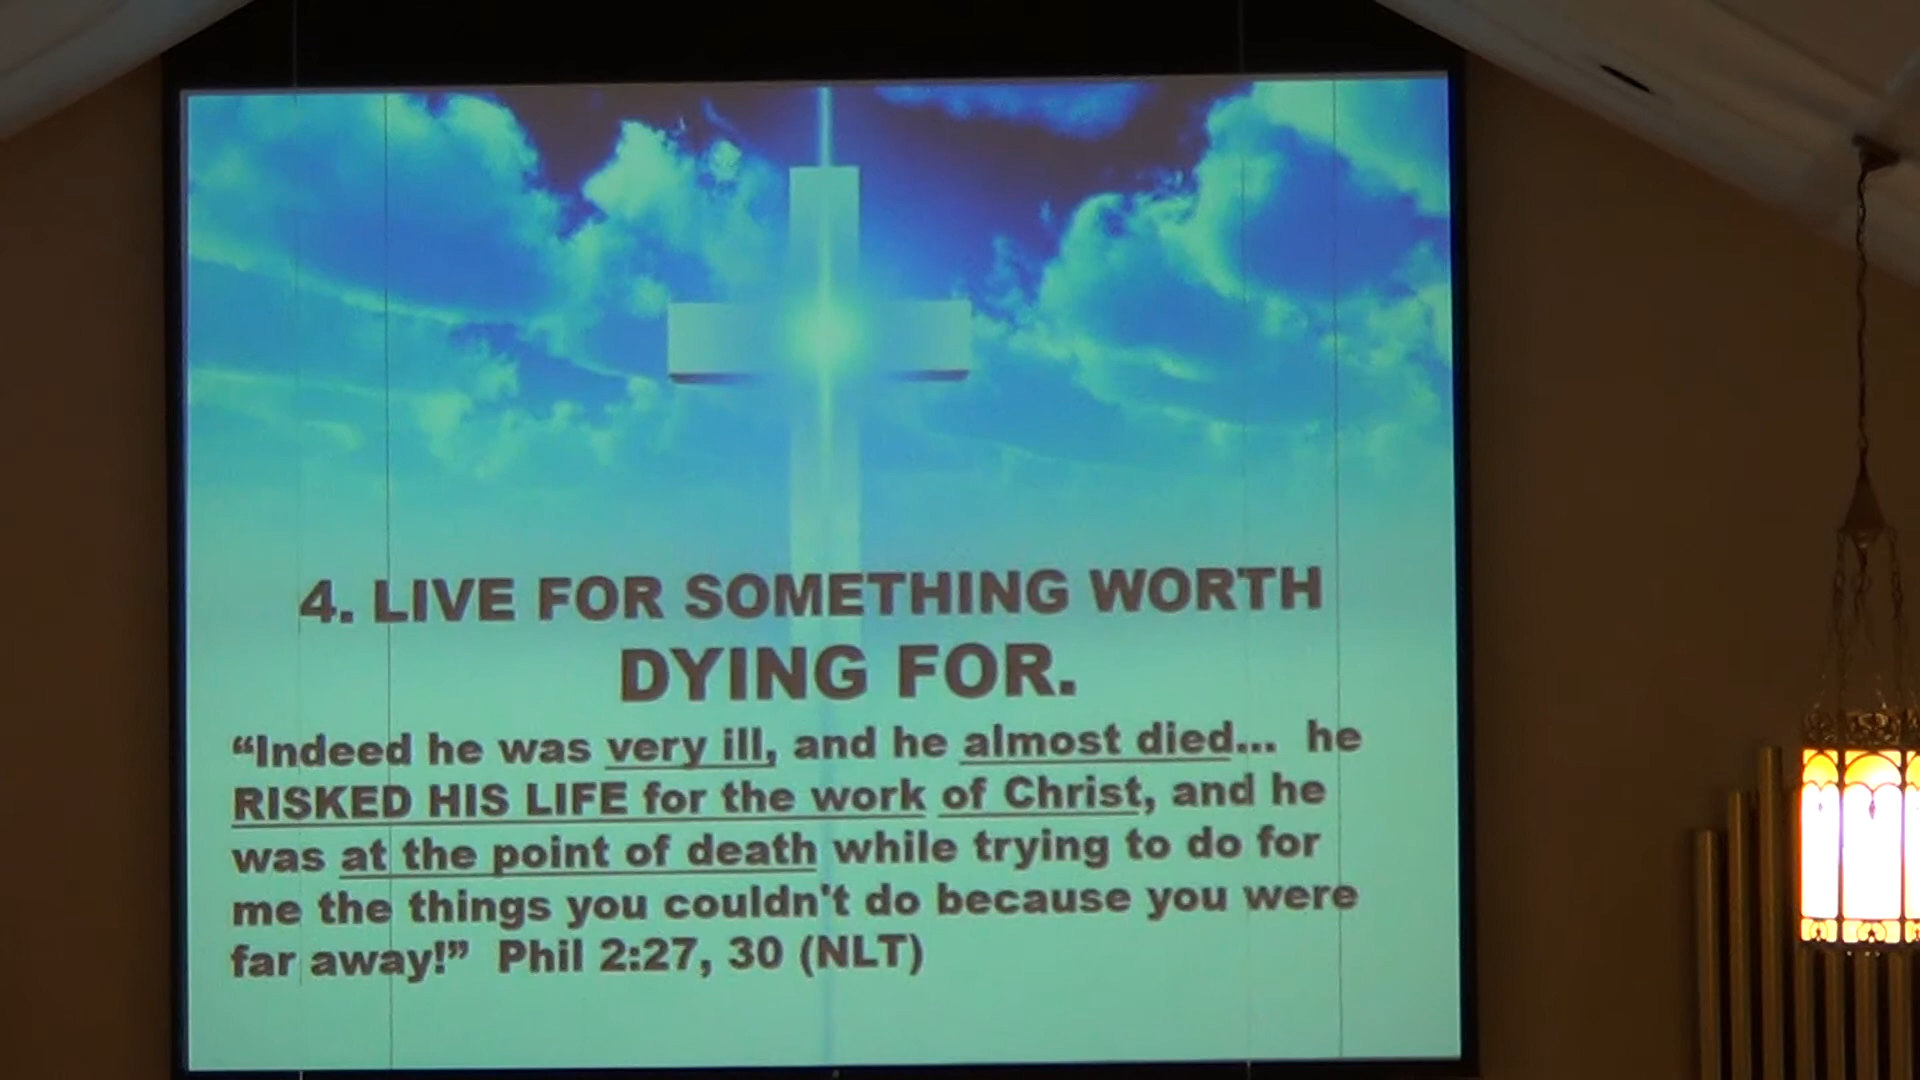 4. LIVE FOR SOMETHING WORTH
DYING FOR.
“Indeed he was very ill, and he almost died... he
RISKED HIS LIFE for the work of Christ, and he
was at the point of death while trying to do for
me the things you couldn't do because you were
far away!” Phil 2:27, 30 (NLT)